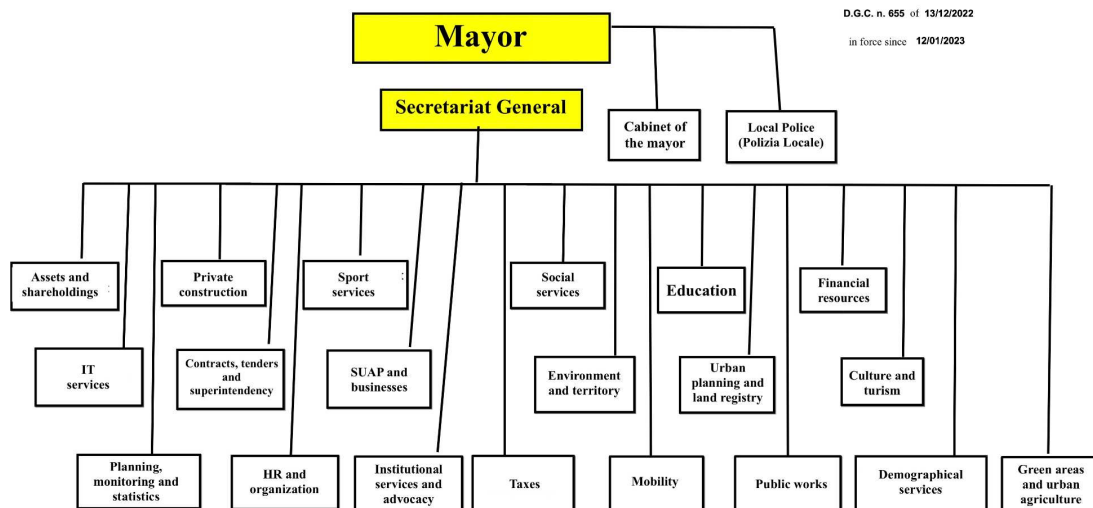 D.G.C. n. 655 of 13/12/2022
in force since 12/01/2023
Mayor
Secretariat General
Cabinet of
the mayor
Local Police
(Polizia Locale)
Assets and
shareholdings :
Private
construction
Sport :
services
Social
services
Education
Financial
resources
IT
services
Contracts, tenders
and
superintendency
SUAP and
businesses
Environment
and territory
Urban
planning and
land registry
Culture and
turism
Planning,
monitoring and
statistics
HR and
organization
Institutional
services and
advocacy
Taxes
Mobility
Public works
Demographical
services
Green areas
and urban
agriculture